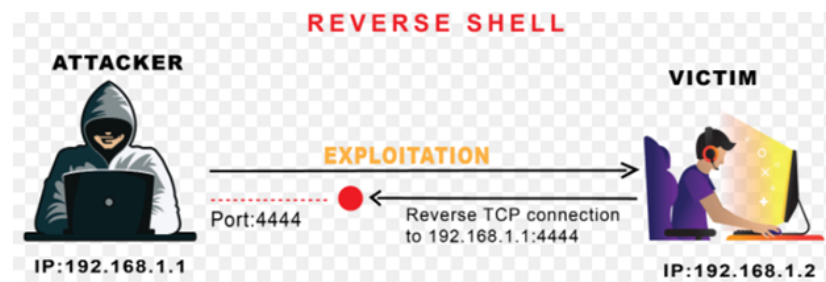 REVERSE SHELL
ATTACKER
VICTIM
EXPLOITATION
Port:4444
Reverse TCP connection
to 192.168.1.1:4444
IP:192.168.1.1
IP:192.168.1.2